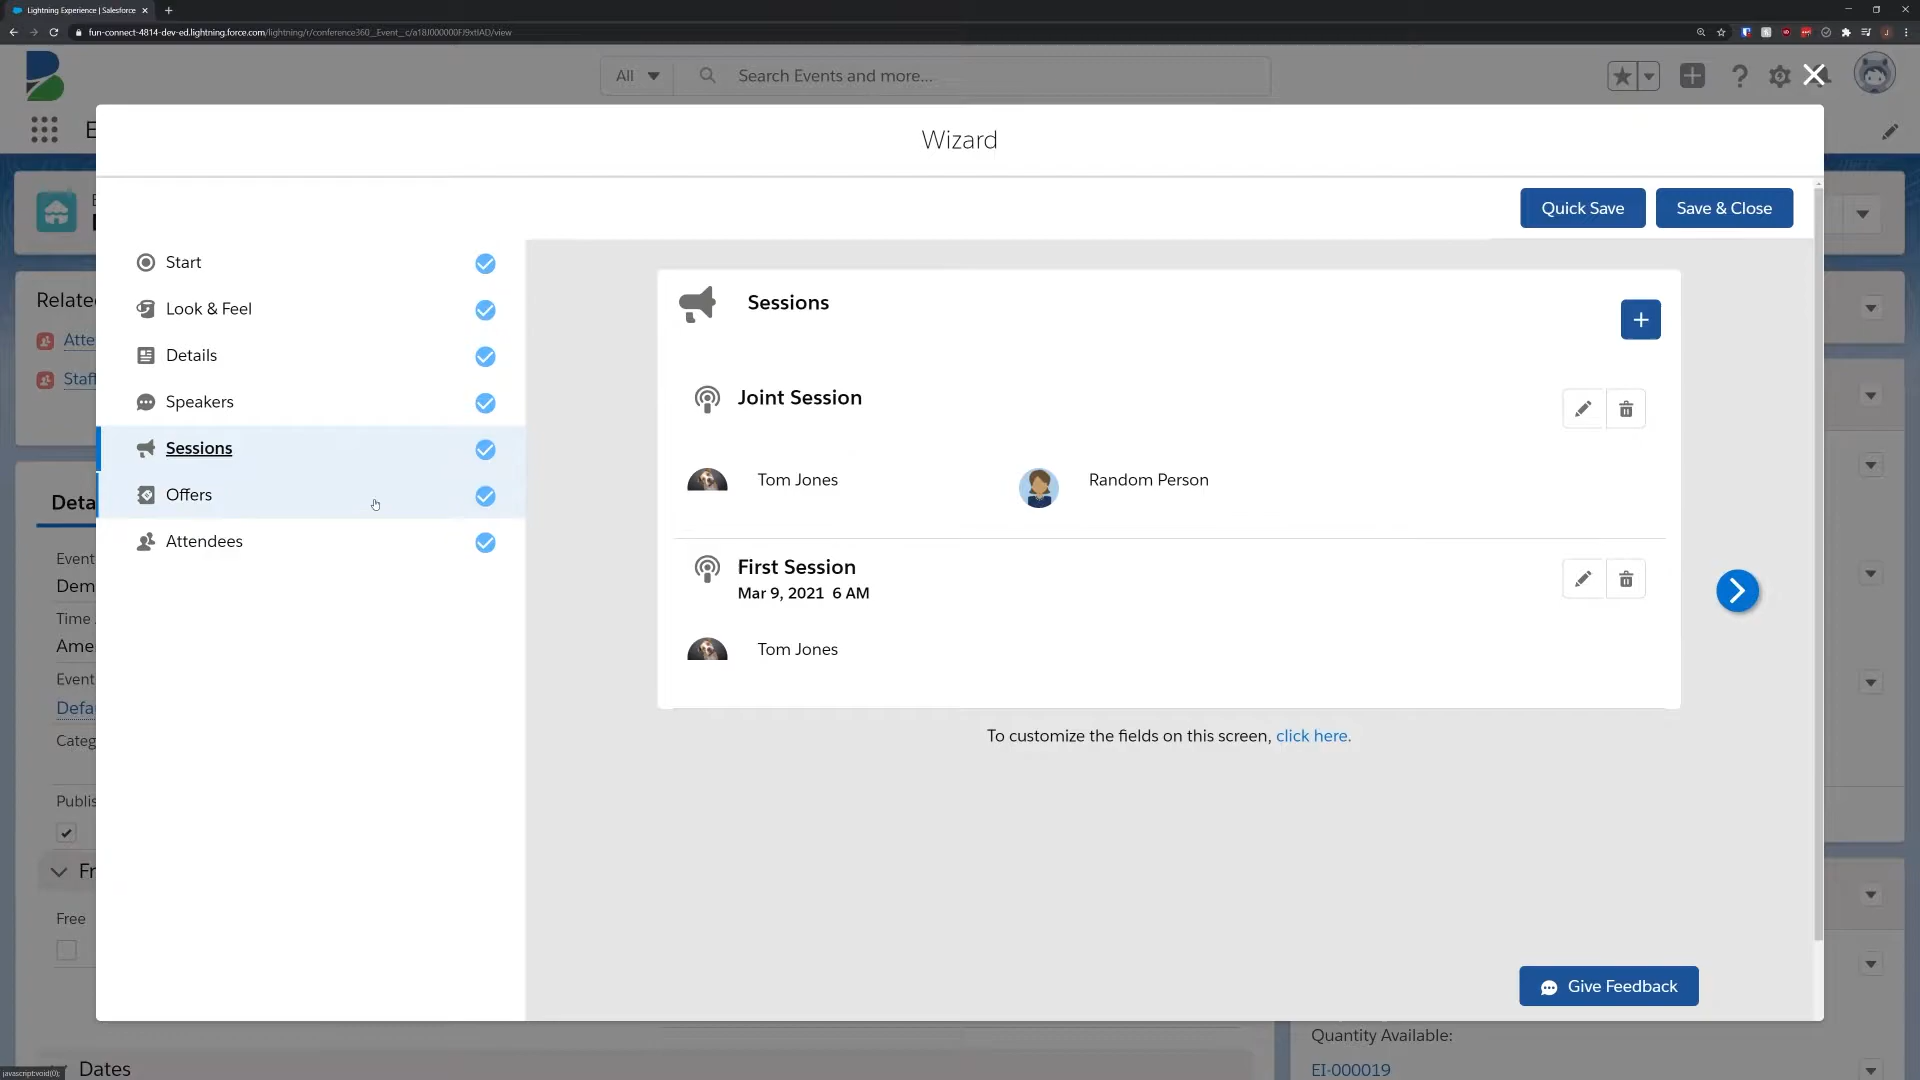 Lightning Experience | Salesforce
fun-connect-4814-dev-ed.lightning.force.com/lightning/r/conference360__Event__c/a18J000000FJ9xtIAD/view
All
Search Events and more...
E
Wizard
Quick Save
Save & Close
Start
Look & Feel
Details
Speakers
Sessions
Offers
Attendees
Sessions
+
Joint Session
Tom Jones
Random Person
First Session
Mar 9, 2021 6 AM
Tom Jones
To customize the fields on this screen, click here.
Give Feedback
Relate
Atte
Staff
Deta
Event
Dem
Time
Ame
Event
Defa
Categ
Publis
Fr
Free
Dates
Quantity Available:
EI-000019
javascript:void(0);